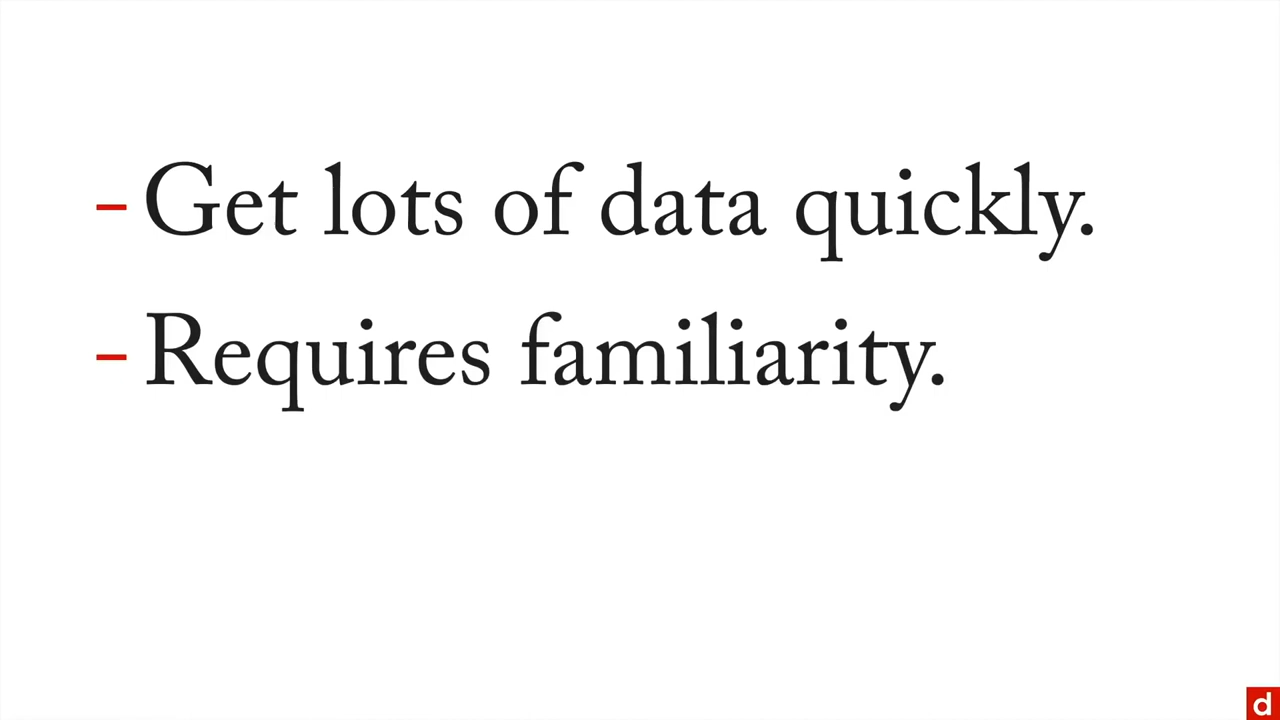 - Get lots of data quickly.
- Requires familiarity.
d